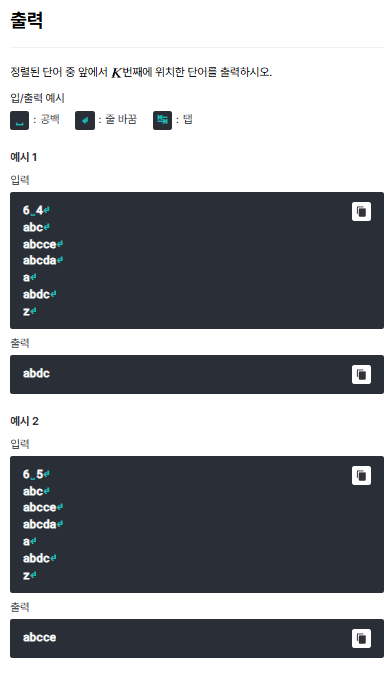 출력
정렬된 단어 중 앞에서 K번째에 위치한 단어를 출력하시오.
입/출력 예시
␣ : 공백 ↲ : 줄 바꿈 ↹ : 탭
예시 1
입력
6␣4↲
abc↲
abcce↲
abcda↲
a↲
abdc↲
z↲
출력
abdc
예시 2
입력
6␣5↲
abc↲
abcce↲
abcda↲
a↲
abdc↲
z↲
출력
abcce